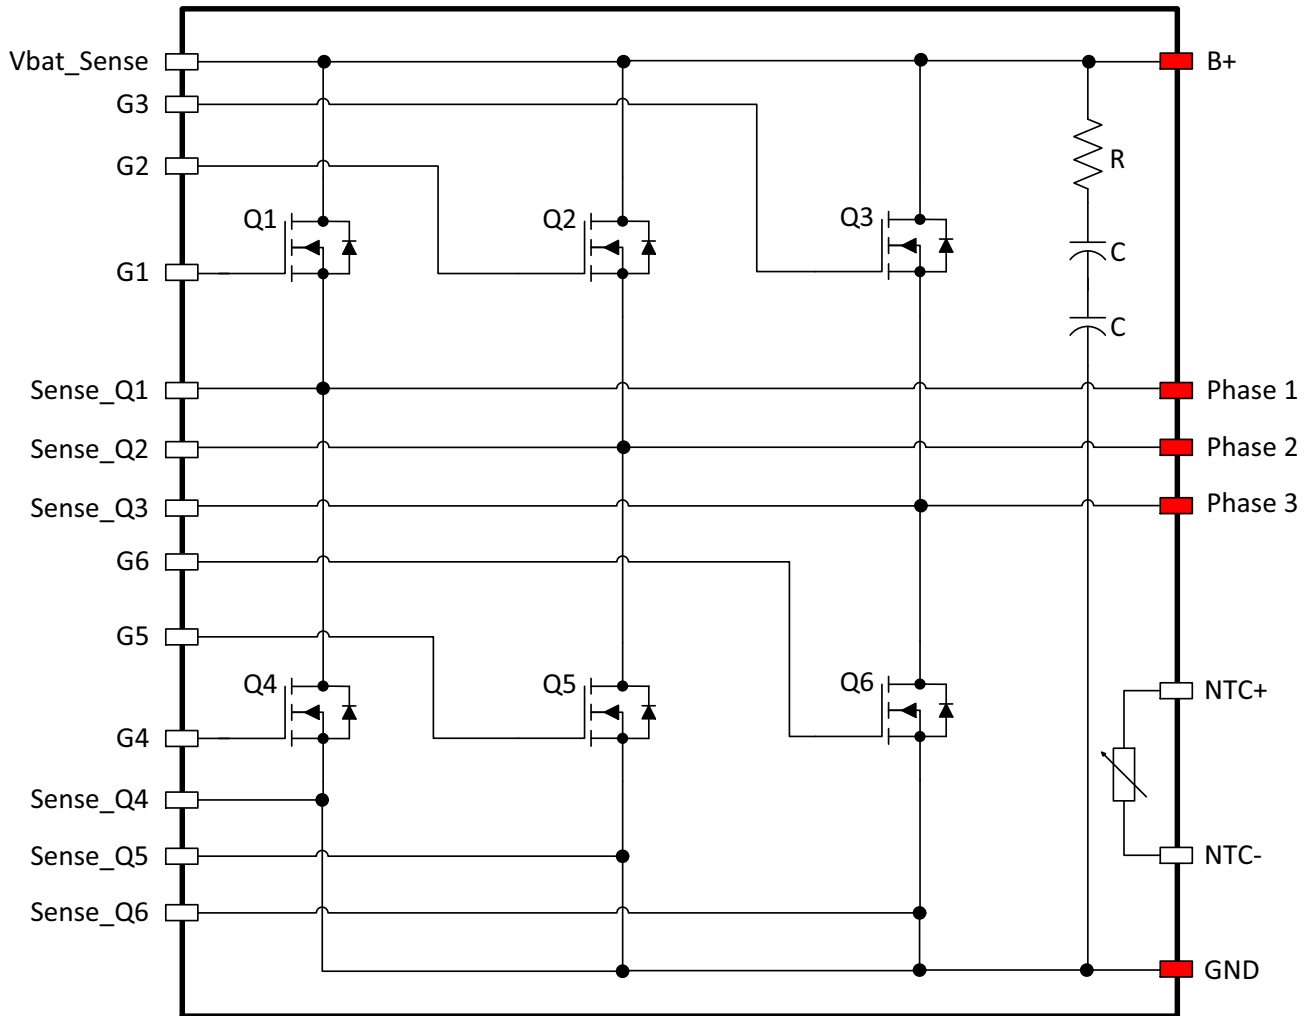 Vbat_Sense
B+
G3
G2
R
Q1
Q2
Q3
G1
C
C
Sense_Q1
Phase 1
Sense_Q2
Phase 2
Sense_Q3
Phase 3
G6
G5
Q4
Q5
Q6
NTC+
G4
Sense_Q4
Sense_Q5
NTC-
Sense_Q6
GND